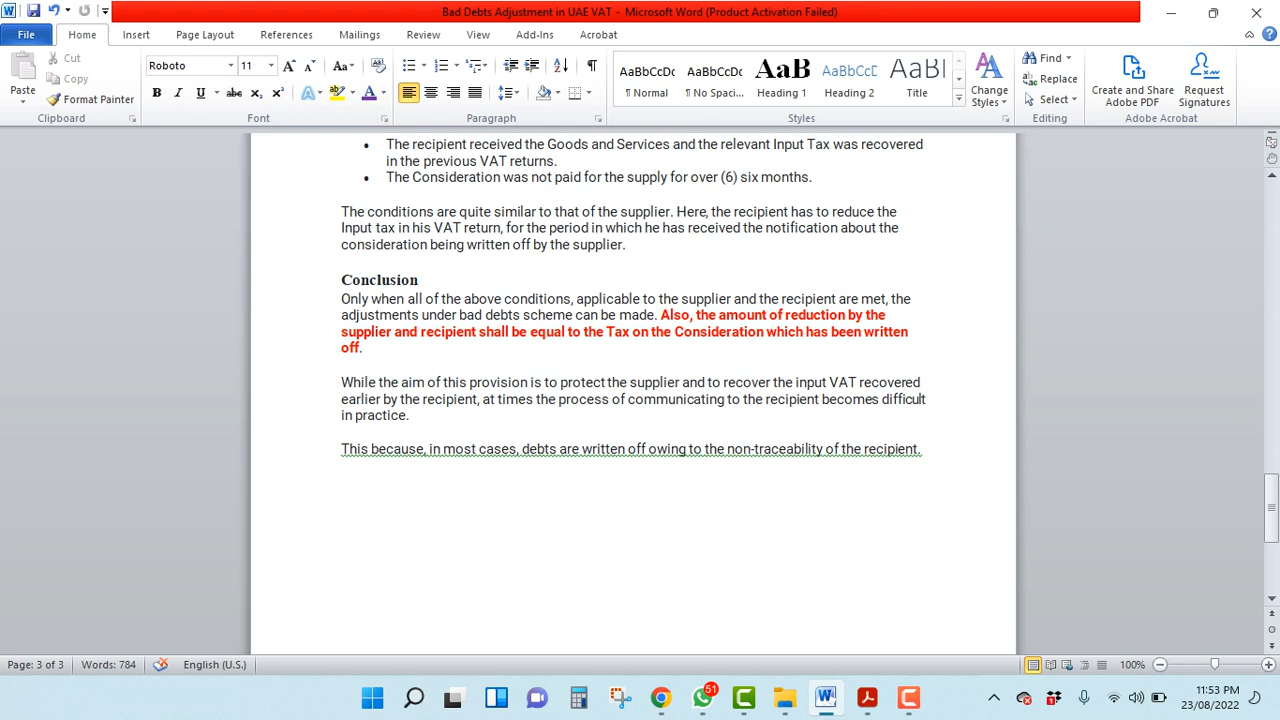 Bad Debts Adjustment in UAE VAT - Microsoft Word (Product Activation Failed)
File Home Insert Page Layout References Mailings Review View Add-Ins Acrobat
Paste
Cut
Copy
Format Painter
Clipboard
Roboto 11
Font
Paragraph
AaBbCcDc AaBbCcDc AaB AaBbCcD AaBl
¶ Normal ¶ No Spaci... Heading 1 Heading 2 Title
Change Styles
Styles
Find
Replace
Select
Editing
Create and Share Adobe PDF
Request Signatures
Adobe Acrobat
• The recipient received the Goods and Services and the relevant Input Tax was recovered
in the previous VAT returns.
• The Consideration was not paid for the supply for over (6) six months.
The conditions are quite similar to that of the supplier. Here, the recipient has to reduce the
Input tax in his VAT return, for the period in which he has received the notification about the
consideration being written off by the supplier.
Conclusion
Only when all of the above conditions, applicable to the supplier and the recipient are met, the
adjustments under bad debts scheme can be made. Also, the amount of reduction by the
supplier and recipient shall be equal to the Tax on the Consideration which has been written
off.
While the aim of this provision is to protect the supplier and to recover the input VAT recovered
earlier by the recipient, at times the process of communicating to the recipient becomes difficult
in practice.
This because, in most cases, debts are written off owing to the non-traceability of the recipient.
Page: 3 of 3 Words: 784 English (U.S.) 100%
51
11:53 PM
23/08/2022